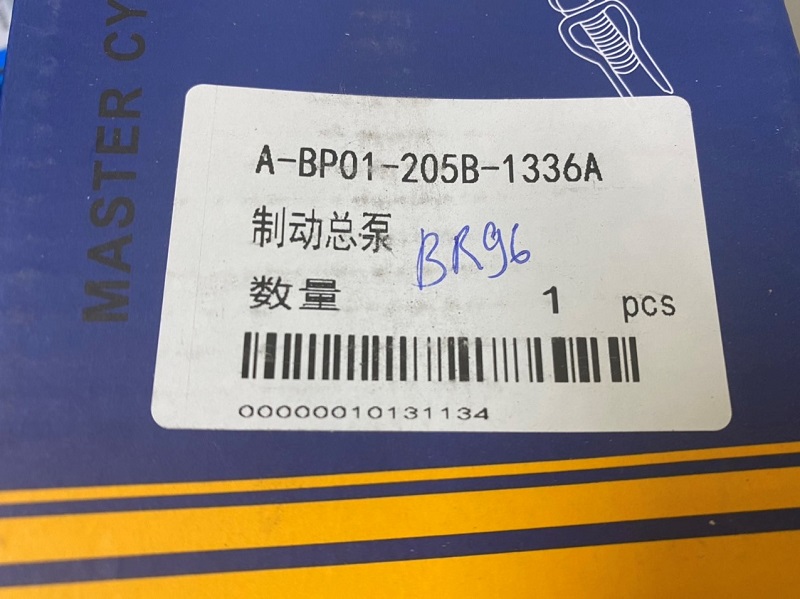 MASTER CY
A-BP01-205B-1336A
制动总泵
BR96
数量 1 pcs
00000010131134